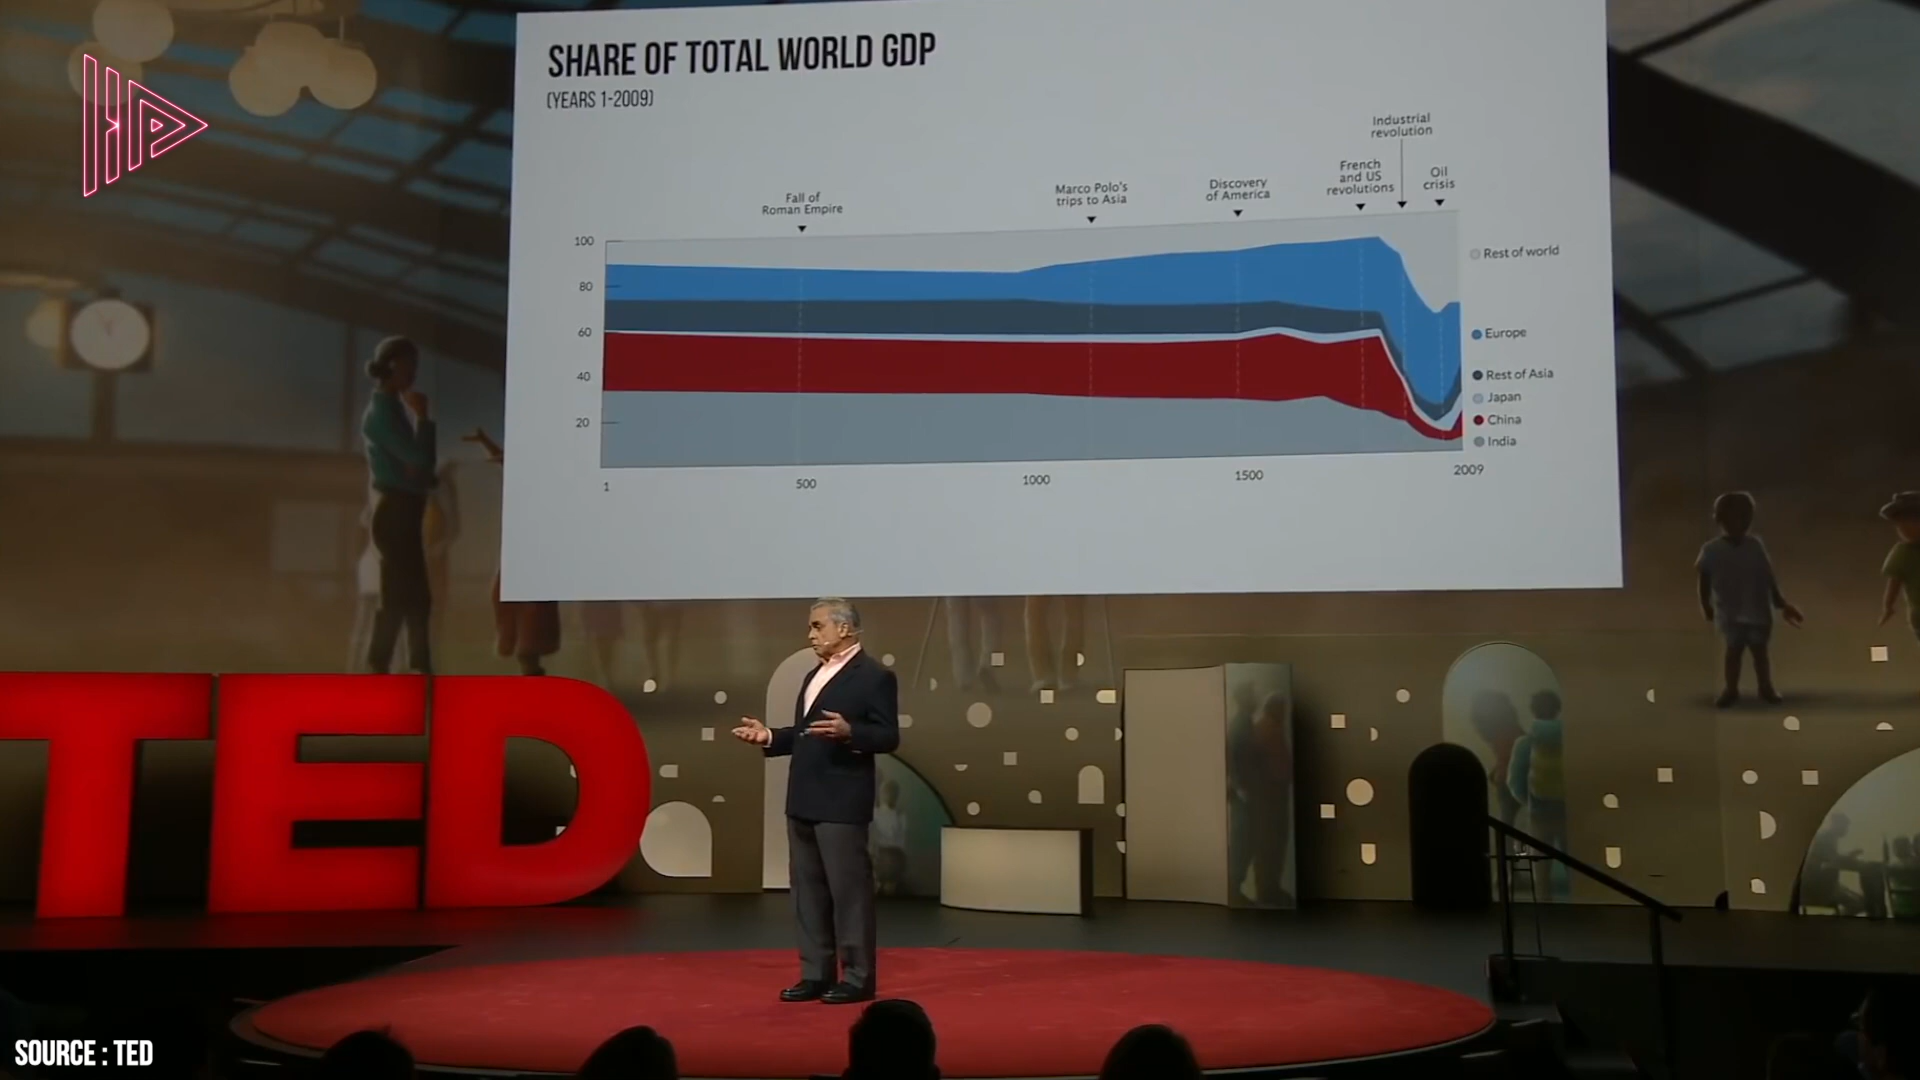 SHARE OF TOTAL WORLD GDP
(YEARS 1-2009)
Industrial
revolution
French
and US
revolutions
Oil
crisis
Discovery
of America
Marco Polo's
trips to Asia
Fall of
Roman Empire
100
80
60
40
20
Rest of world
Europe
Rest of Asia
Japan
China
India
1
500
1000
1500
2009
TED
SOURCE : TED